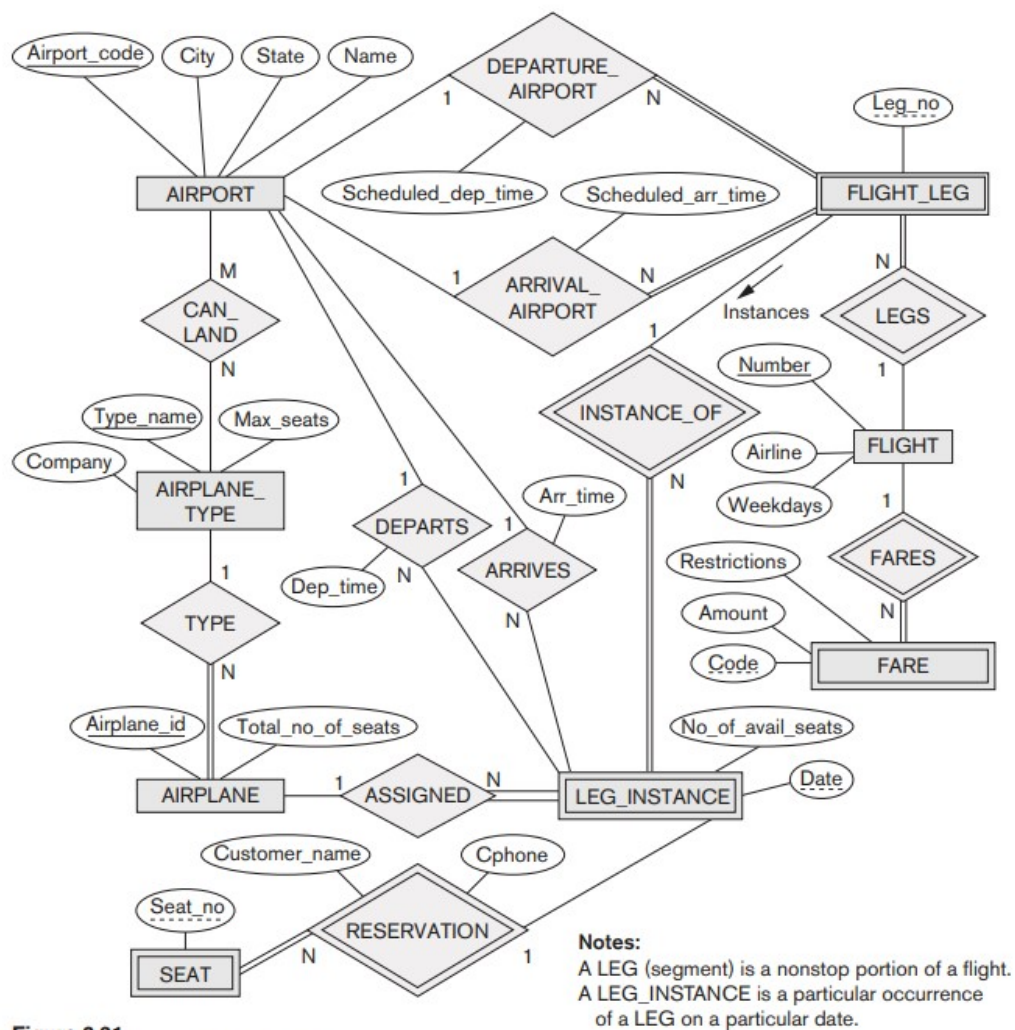 Airport_code
City
State
Name
DEPARTURE_
AIRPORT
1
N
Leg_no
AIRPORT
Scheduled_dep_time
Scheduled_arr_time
FLIGHT_LEG
M
1
ARRIVAL_
AIRPORT
N
N
CAN_
LAND
Instances
LEGS
1
N
Number
1
Type_name
Max_seats
INSTANCE_OF
Company
Airline
FLIGHT
AIRPLANE_
TYPE
N
Weekdays
1
Arr_time
1
1
DEPARTS
Restrictions
FARES
1
Dep_time
N
ARRIVES
TYPE
Amount
N
N
Code
FARE
N
Airplane_id
Total_no_of_seats
No_of_avail_seats
AIRPLANE
1
ASSIGNED
N
LEG_INSTANCE
Date
Customer_name
Cphone
Seat_no
RESERVATION
SEAT
N
1
Notes:
A LEG (segment) is a nonstop portion of a flight.
A LEG_INSTANCE is a particular occurrence
of a LEG on a particular date.